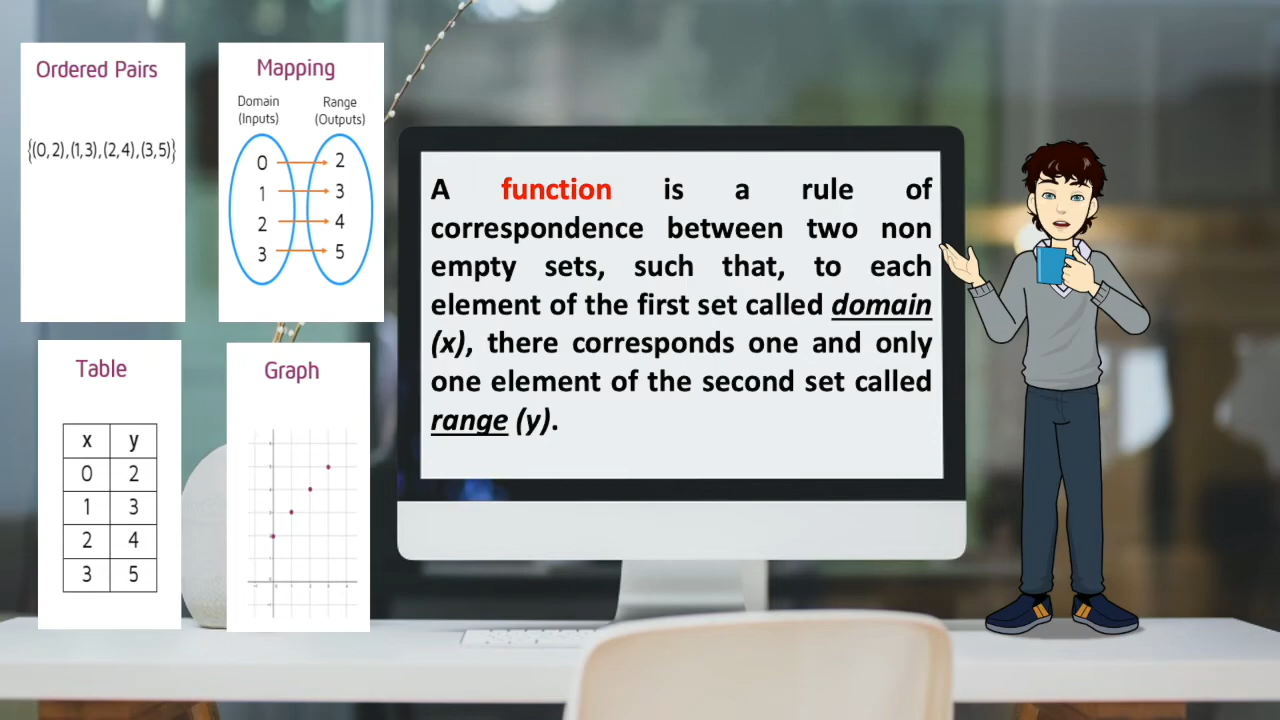 Ordered Pairs
{(0, 2), (1, 3), (2, 4), (3, 5)}
Mapping
Domain Range
(Inputs) (Outputs)
0 2
1 3
2 4
3 5
A function is a rule of
correspondence between two non
empty sets, such that, to each
element of the first set called domain
(x), there corresponds one and only
one element of the second set called
range (y).
Table
x y
0 2
1 3
2 4
3 5
Graph